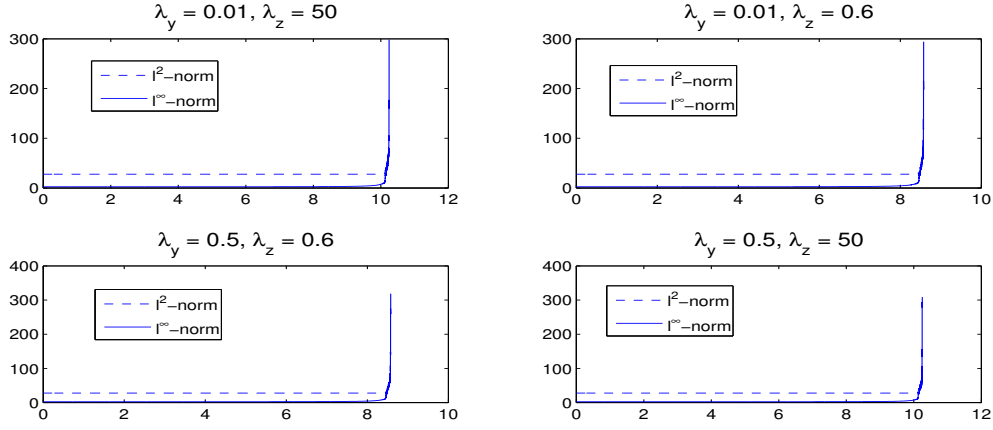 λy = 0.01, λz = 50
300
200
100
0
0 2 4 6 8 10 12
l²−norm
l∞−norm
λy = 0.01, λz = 0.6
300
200
100
0
0 2 4 6 8 10
l²−norm
l∞−norm
λy = 0.5, λz = 0.6
400
300
200
100
0
0 2 4 6 8 10
l²−norm
l∞−norm
λy = 0.5, λz = 50
400
300
200
100
0
0 2 4 6 8 10 12
l²−norm
l∞−norm